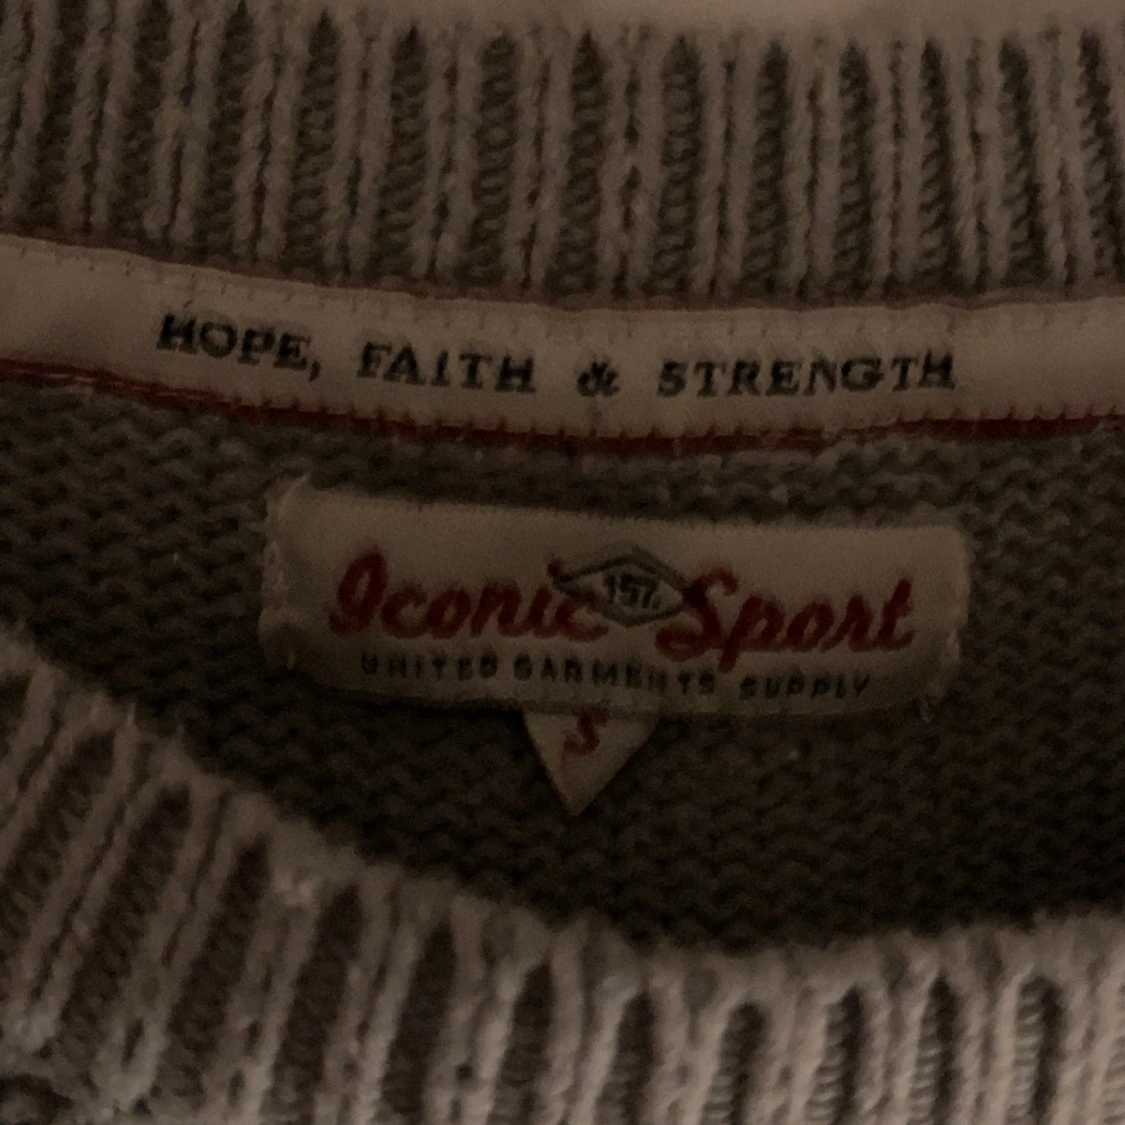 HOPE, FAITH & STRENGTH
Iconic 157. Sport
UNITED GARMENTS SUPPLY
S